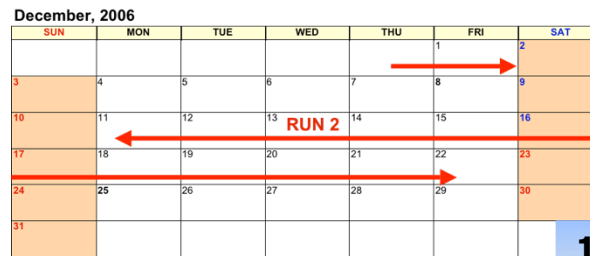 December, 2006
SUN MON TUE WED THU FRI SAT
1 2
3 4 5 6 7 8 9
10 11 12 13 RUN 2 14 15 16
17 18 19 20 21 22 23
24 25 26 27 28 29 30
31
1